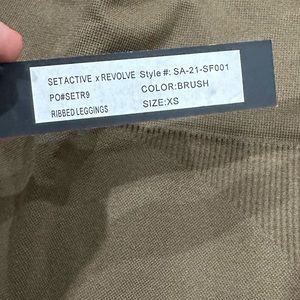 SET ACTIVE x REVOLVE Style #: SA-21-SF001
PO#SETR9 COLOR:BRUSH
RIBBED LEGGINGS SIZE:XS